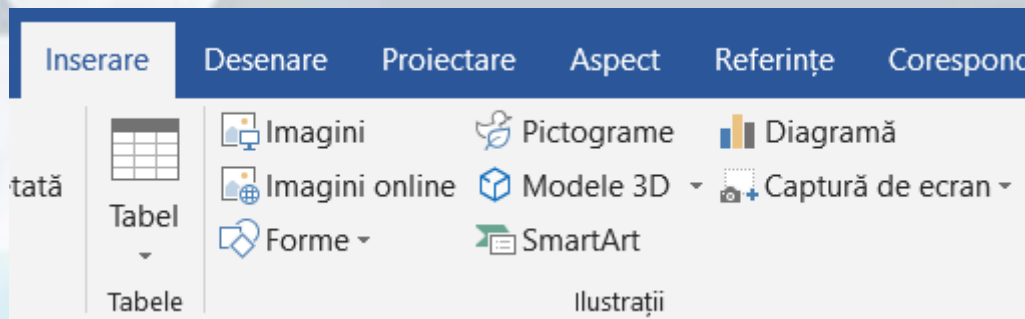 Inserare Desenare Proiectare Aspect Referințe
Imagini Pictograme Diagramă
tată Imagini online Modele 3D Captură de ecran
Tabel
Forme SmartArt
Tabele Ilustrații